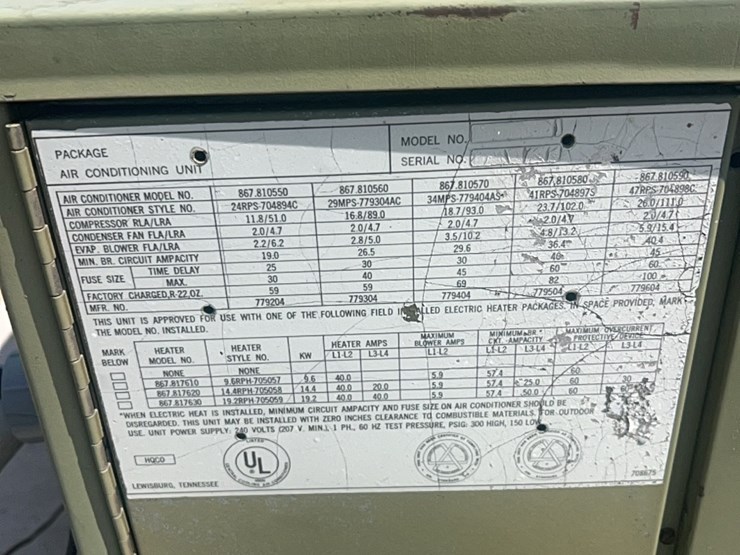 PACKAGE
AIR CONDITIONING UNIT
MODEL NO.
SERIAL NO.
AIR CONDITIONER MODEL NO. 867.810550 867.810560 867.810570 867.810580 867.810590
AIR CONDITIONER STYLE NO. 24RPS-704894C 29MPS-779304AC 34MPS-779404AS 41RPS-704897S 47RPS-704898C
COMPRESSOR RLA/LRA 11.8/51.0 16.8/89.0 18.7/93.0 23.7/102.0 26.0/111.0
CONDENSER FAN FLA/LRA 2.0/4.7 2.0/4.7 2.0/4.7 2.0/4.7 2.0/4.7
EVAP. BLOWER FLA/LRA 2.2/6.2 2.8/5.0 3.5/10.2 4.8/13.2 5.9/15.4
MIN. BR. CIRCUIT AMPACITY 19.0 26.5 29.6 36.4 40.4
FUSE SIZE TIME DELAY 25 30 30 40 45
MAX. 30 40 45 60 60
FACTORY CHARGED,R-22,OZ. 59 59 69 82 100
MFR. NO. 779204 779304 779404 779504 779604
THIS UNIT IS APPROVED FOR USE WITH ONE OF THE FOLLOWING FIELD INSTALLED ELECTRIC HEATER PACKAGES. IN SPACE PROVIDED, MARK
THE MODEL NO. INSTALLED.
MARK BELOW HEATER MODEL NO. HEATER STYLE NO. KW HEATER AMPS L1-L2 L3-L4 MAXIMUM BLOWER AMPS L1-L2 MINIMUM BR CKT. AMPACITY L1-L2 L3-L4 MAXIMUM OVERCURRENT PROTECTIVE DEVICE L1-L2 L3-L4
NONE NONE
867.817610 9.6RPH-705057 9.6 40.0 5.9 57.4 60
867.817620 14.4RPH-705058 14.4 40.0 20.0 5.9 57.4 25.0 60 30
867.817630 19.2RPH-705059 19.2 40.0 40.0 5.9 57.4 50.0 60
*WHEN ELECTRIC HEAT IS INSTALLED, MINIMUM CIRCUIT AMPACITY AND FUSE SIZE ON AIR CONDITIONER SHOULD BE
DISREGARDED. THIS UNIT MAY BE INSTALLED WITH ZERO INCHES CLEARANCE TO COMBUSTIBLE MATERIALS. FOR OUTDOOR
USE. UNIT POWER SUPPLY: 240 VOLTS (207 V. MIN.), 1 PH., 60 HZ TEST PRESSURE, PSIG: 300 HIGH, 150 LOW
HQCO
LISTED
UL
LEWISBURG, TENNESSEE
708675